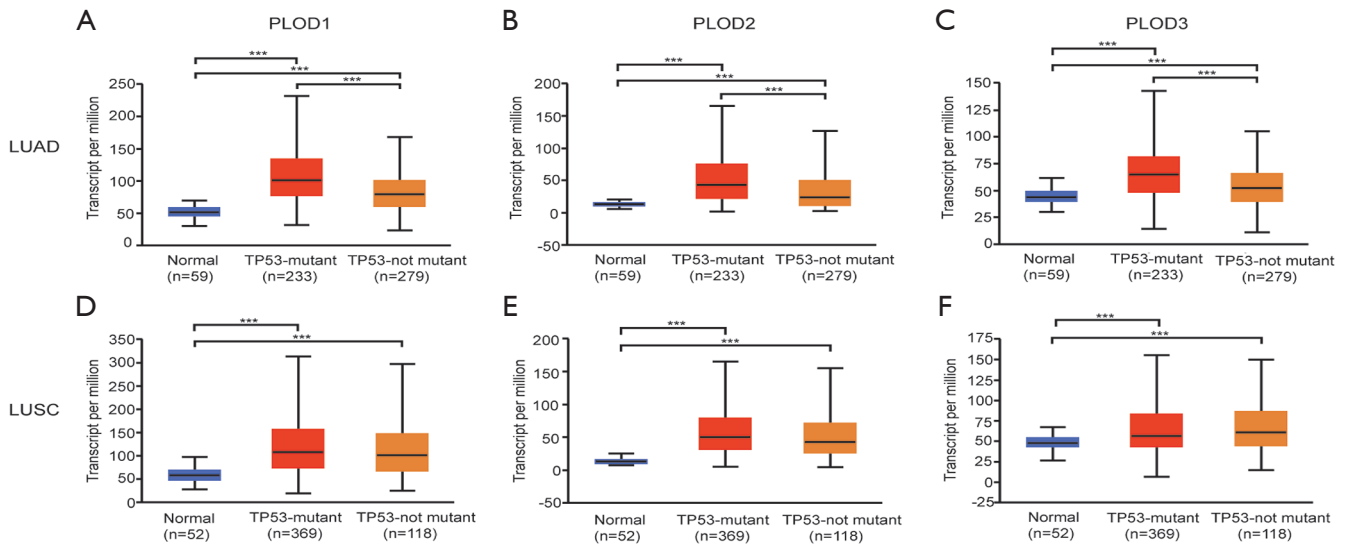 A
PLOD1
B
PLOD2
C
PLOD3
LUAD
Transcript per million
250
200
150
100
50
0
***
***
***
Normal
(n=59)
TP53-mutant
(n=233)
TP53-not mutant
(n=279)
Transcript per million
200
150
100
50
0
-50
***
***
***
Normal
(n=59)
TP53-mutant
(n=233)
TP53-not mutant
(n=279)
Transcript per million
150
125
100
75
50
25
0
***
***
***
Normal
(n=59)
TP53-mutant
(n=233)
TP53-not mutant
(n=279)
D
E
F
LUSC
Transcript per million
350
300
250
200
150
100
50
0
***
***
Normal
(n=52)
TP53-mutant
(n=369)
TP53-not mutant
(n=118)
Transcript per million
200
150
100
50
0
-50
***
***
Normal
(n=52)
TP53-mutant
(n=369)
TP53-not mutant
(n=118)
Transcript per million
175
150
125
100
75
50
25
0
-25
***
***
Normal
(n=52)
TP53-mutant
(n=369)
TP53-not mutant
(n=118)